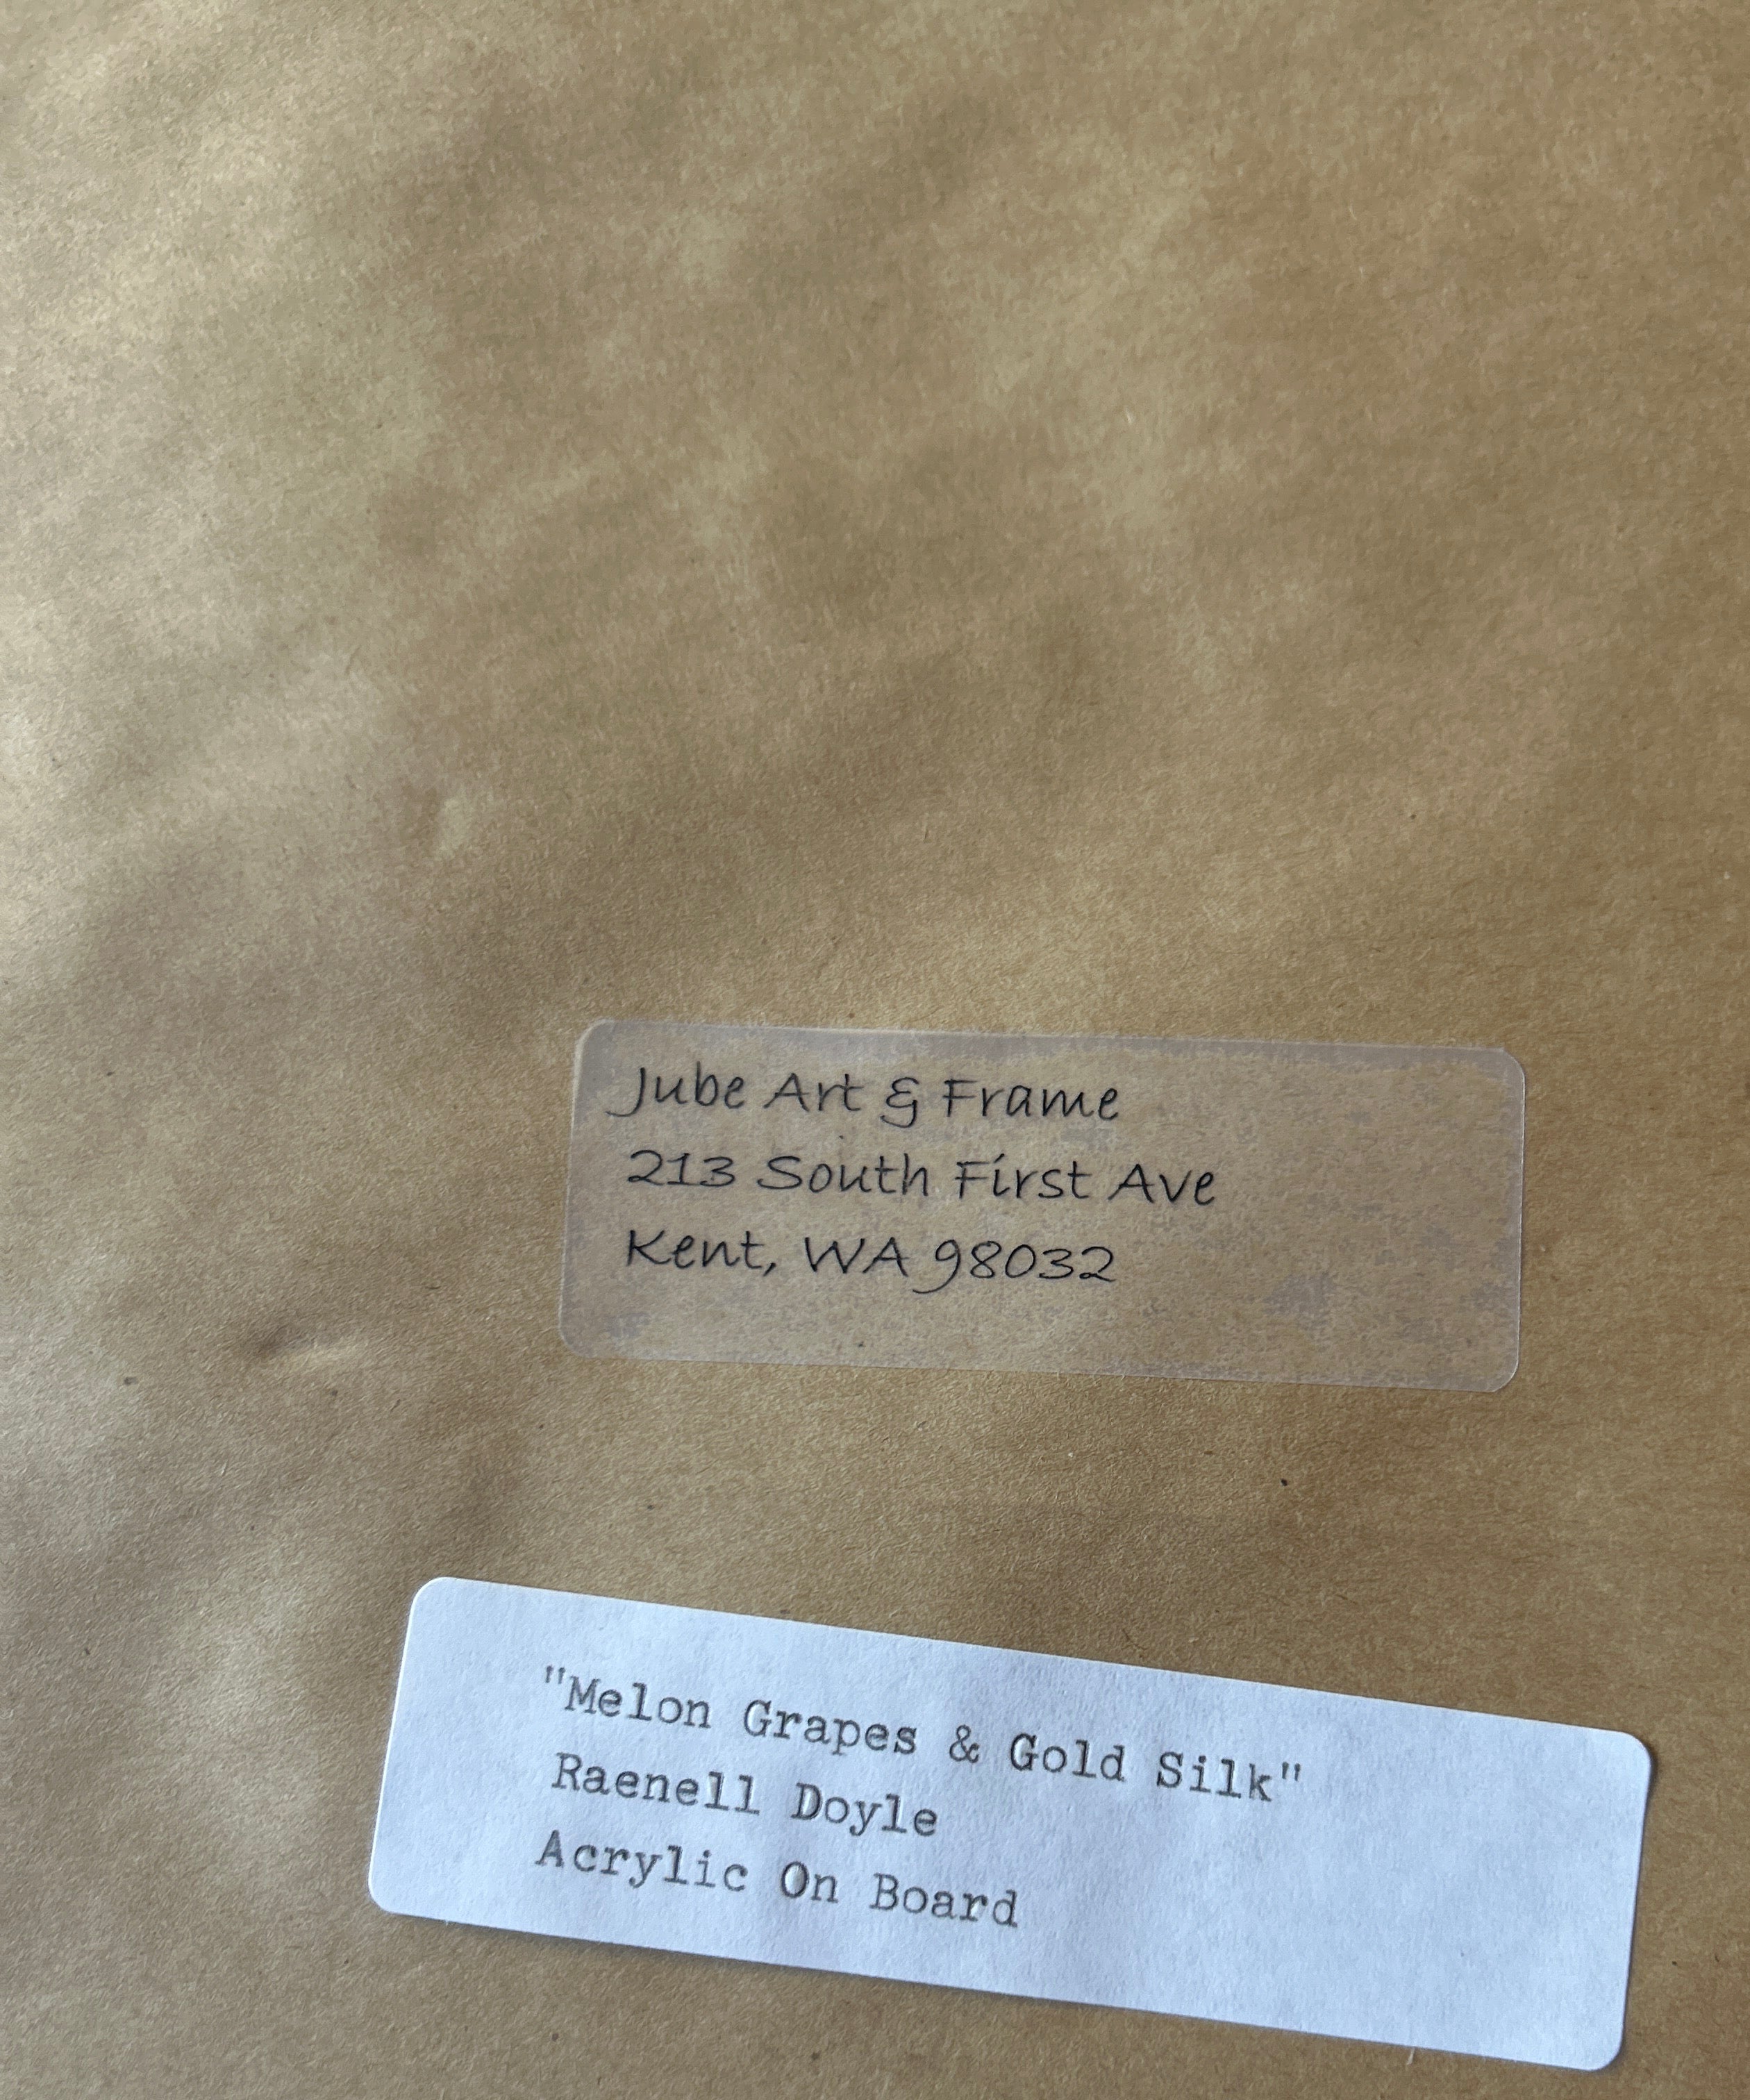 Jube Art & Frame
213 South First Ave
Kent, WA 98032
"Melon Grapes & Gold Silk"
Raenell Doyle
Acrylic On Board